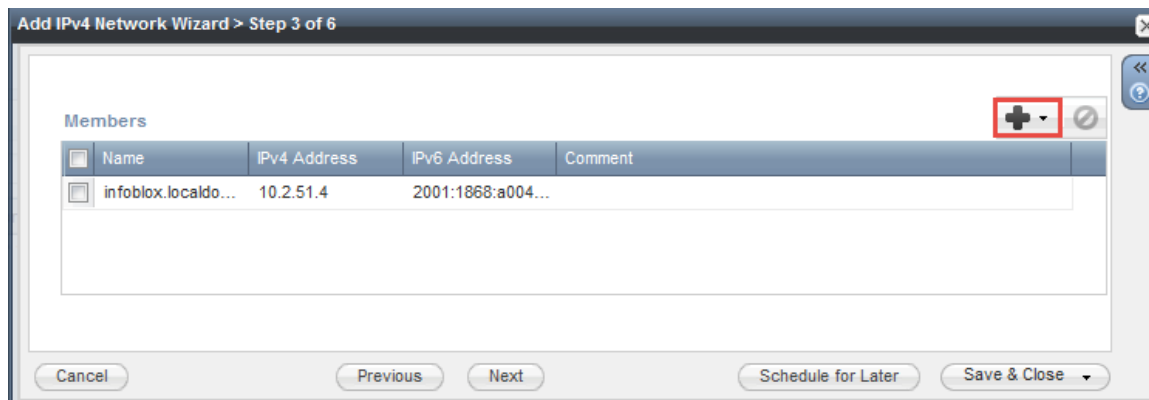 Add IPv4 Network Wizard > Step 3 of 6
Members
Name IPv4 Address IPv6 Address Comment
infoblox.localdo... 10.2.51.4 2001:1868:a004...
Cancel Previous Next Schedule for Later Save & Close